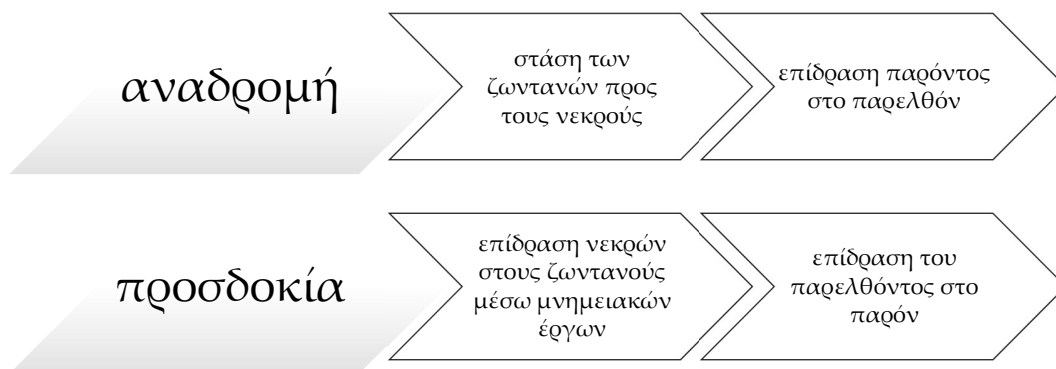 αναδρομή
στάση των
ζωντανών προς
τους νεκρούς
επίδραση παρόντος
στο παρελθόν
προσδοκία
επίδραση νεκρών
στους ζωντανούς
μέσω μνημειακών
έργων
επίδραση του
παρελθόντος στο
παρόν